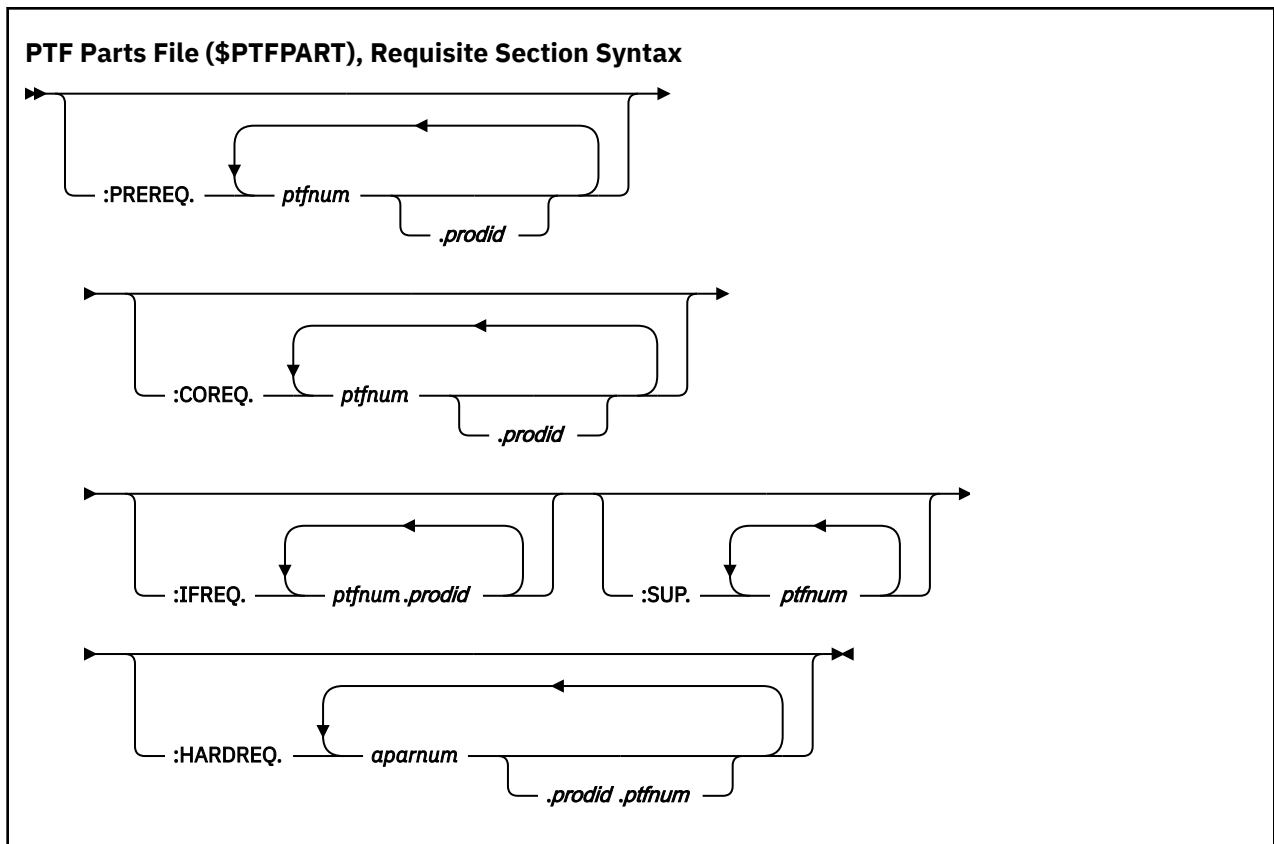 PTF Parts File ($PTFPART), Requisite Section Syntax
:PREREQ. ptfnum
.prodid
:COREQ. ptfnum
.prodid
:IFREQ. ptfnum.prodid :SUP. ptfnum
:HARDREQ. aparnum
.prodid .ptfnum